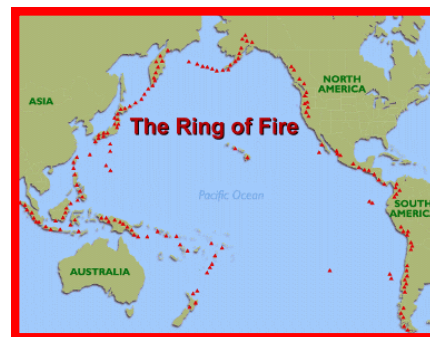 NORTH
AMERICA
ASIA
The Ring of Fire
Pacific Ocean
SOUTH
AMERICA
AUSTRALIA